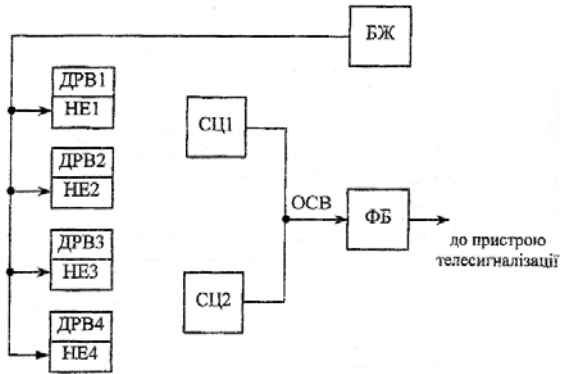 БЖ
ДРВ1
НЕ1
СЦ1
ДРВ2
НЕ2
ОСВ
ФБ
ДРВ3
НЕ3
до пристрою
телесигналізації
СЦ2
ДРВ4
НЕ4